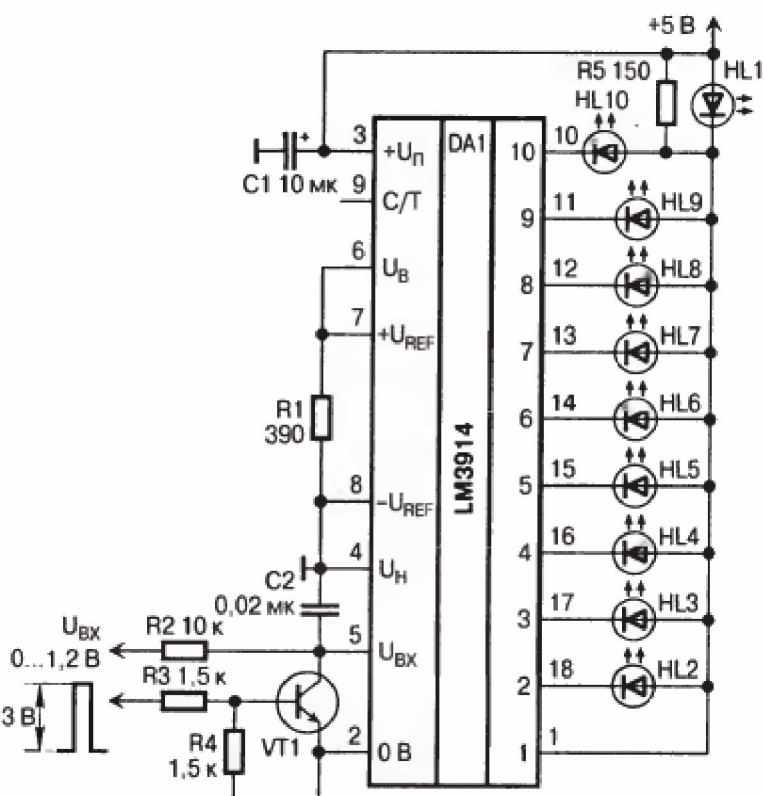 +5 В
R5 150
HL1
HL10
3
+Uп
DA1
10
10
C1 10 мк
+
9
C/T
9
11
HL9
6
UВ
8
12
HL8
7
+UREF
7
13
HL7
R1
390
6
14
HL6
LM3914
5
15
HL5
8
-UREF
4
16
HL4
4
UН
C2
0,02 мк
3
17
HL3
UВХ
0...1,2 В
R2 10 к
5
UВХ
R3 1,5 к
2
18
HL2
3 В
R4
1,5 к
VT1
2
0 В
1
1